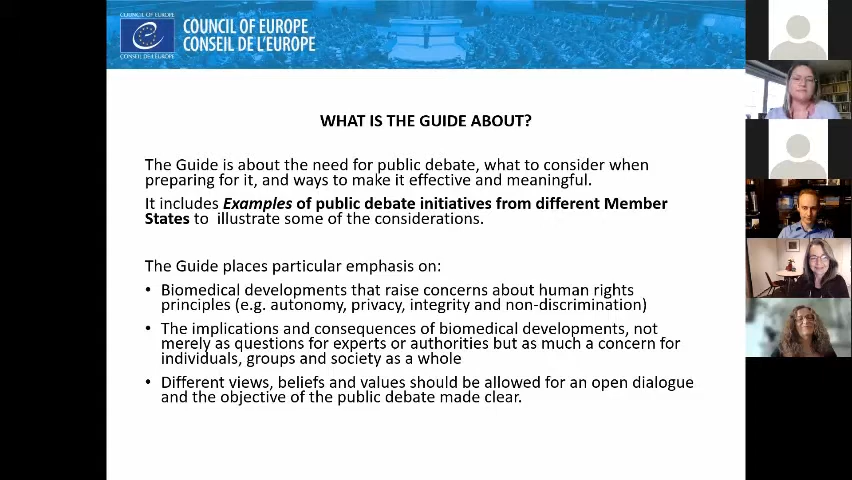 COUNCIL OF EUROPE
COUNCIL OF EUROPE
CONSEIL DE L'EUROPE
CONSEIL DE L'EUROPE
WHAT IS THE GUIDE ABOUT?
The Guide is about the need for public debate, what to consider when
preparing for it, and ways to make it effective and meaningful.
It includes Examples of public debate initiatives from different Member
States to illustrate some of the considerations.
The Guide places particular emphasis on:
• Biomedical developments that raise concerns about human rights
principles (e.g. autonomy, privacy, integrity and non-discrimination)
• The implications and consequences of biomedical developments, not
merely as questions for experts or authorities but as much a concern for
individuals, groups and society as a whole
• Different views, beliefs and values should be allowed for an open dialogue
and the objective of the public debate made clear.